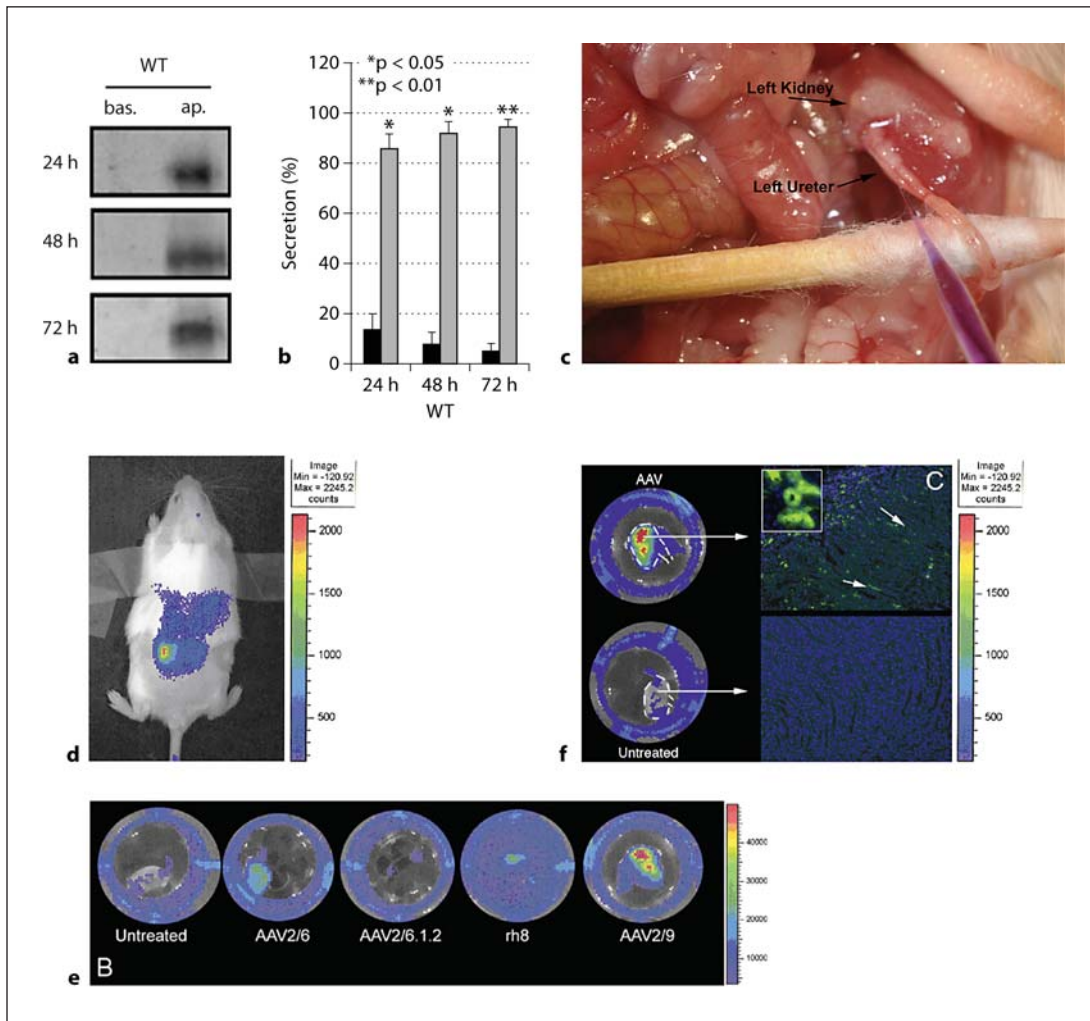 WT
bas. ap.
24 h
48 h
72 h
a
120
100
80
60
40
20
0
Secretion (%)
*p < 0.05
**p < 0.01
*
*
**
24 h 48 h 72 h
WT
b
Left Kidney
Left Ureter
c
Image
Min = -120.92
Max = 2245.2
counts
2000
1500
1000
500
d
AAV
Untreated
C
Image
Min = -120.92
Max = 2245.2
counts
2000
1500
1000
500
f
Untreated AAV2/6 AAV2/6.1.2 rh8 AAV2/9
B
40000
30000
20000
10000
e